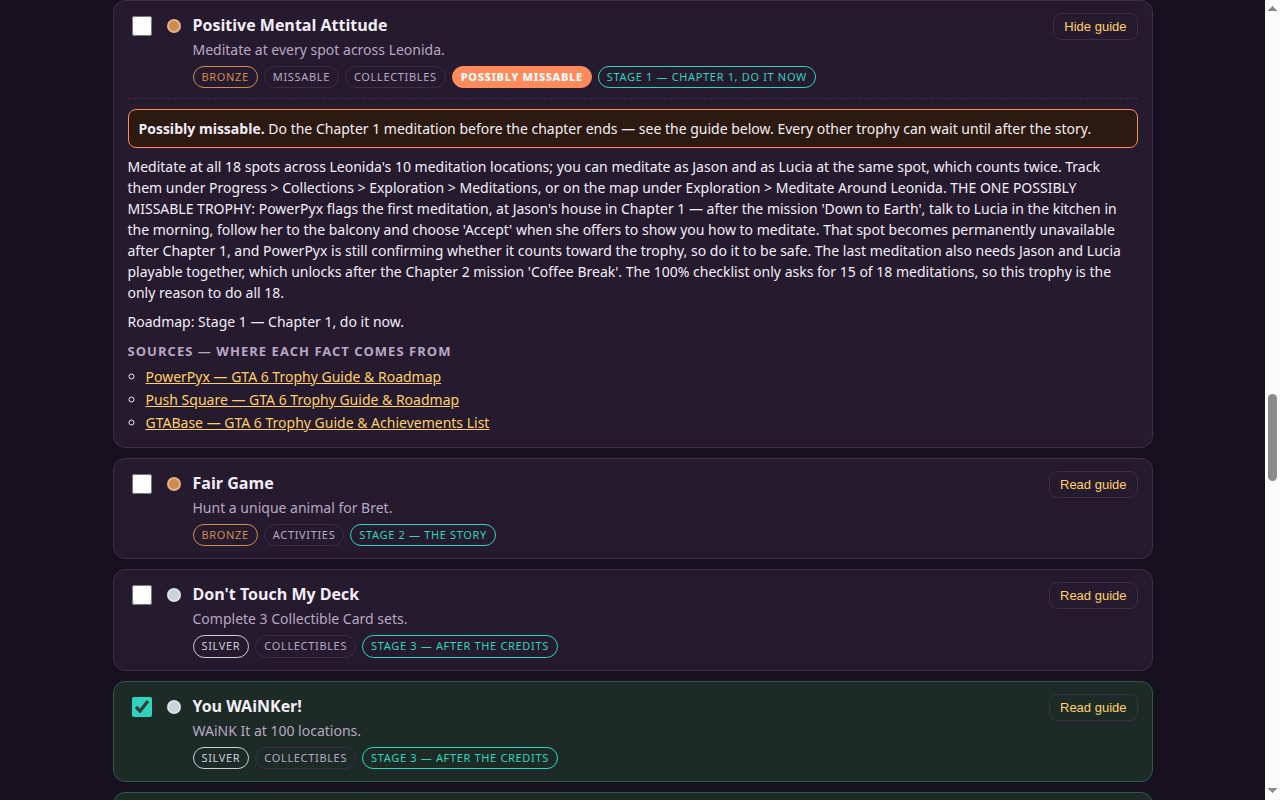 Positive Mental Attitude
Hide guide
Meditate at every spot across Leonida.
BRONZE MISSABLE COLLECTIBLES POSSIBLY MISSABLE STAGE 1 — CHAPTER 1, DO IT NOW
Possibly missable. Do the Chapter 1 meditation before the chapter ends — see the guide below. Every other trophy can wait until after the story.
Meditate at all 18 spots across Leonida's 10 meditation locations; you can meditate as Jason and as Lucia at the same spot, which counts twice. Track
them under Progress > Collections > Exploration > Meditations, or on the map under Exploration > Meditate Around Leonida. THE ONE POSSIBLY
MISSABLE TROPHY: PowerPyx flags the first meditation, at Jason's house in Chapter 1 — after the mission 'Down to Earth', talk to Lucia in the kitchen in
the morning, follow her to the balcony and choose 'Accept' when she offers to show you how to meditate. That spot becomes permanently unavailable
after Chapter 1, and PowerPyx is still confirming whether it counts toward the trophy, so do it to be safe. The last meditation also needs Jason and Lucia
playable together, which unlocks after the Chapter 2 mission 'Coffee Break'. The 100% checklist only asks for 15 of 18 meditations, so this trophy is the
only reason to do all 18.
Roadmap: Stage 1 — Chapter 1, do it now.
SOURCES — WHERE EACH FACT COMES FROM
PowerPyx — GTA 6 Trophy Guide & Roadmap
Push Square — GTA 6 Trophy Guide & Roadmap
GTABase — GTA 6 Trophy Guide & Achievements List
Fair Game
Read guide
Hunt a unique animal for Bret.
BRONZE ACTIVITIES STAGE 2 — THE STORY
Don't Touch My Deck
Read guide
Complete 3 Collectible Card sets.
SILVER COLLECTIBLES STAGE 3 — AFTER THE CREDITS
You WAiNKer!
Read guide
WAiNK It at 100 locations.
SILVER COLLECTIBLES STAGE 3 — AFTER THE CREDITS